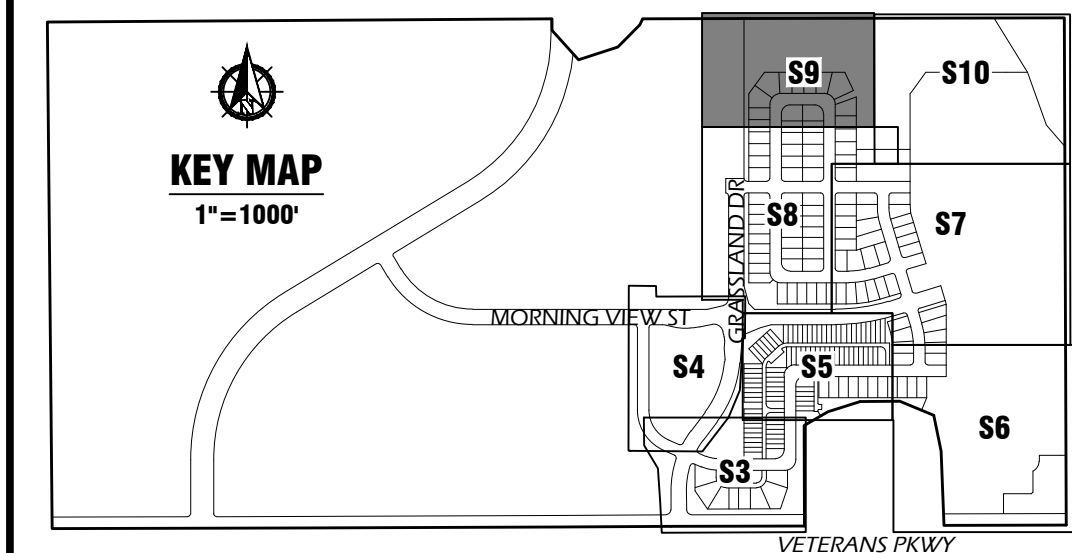 S9
S10
N
KEY MAP
1"=1000'
GRASSLAND DR
S8
S7
MORNING VIEW ST
S4
S5
S6
S3
VETERANS PKWY